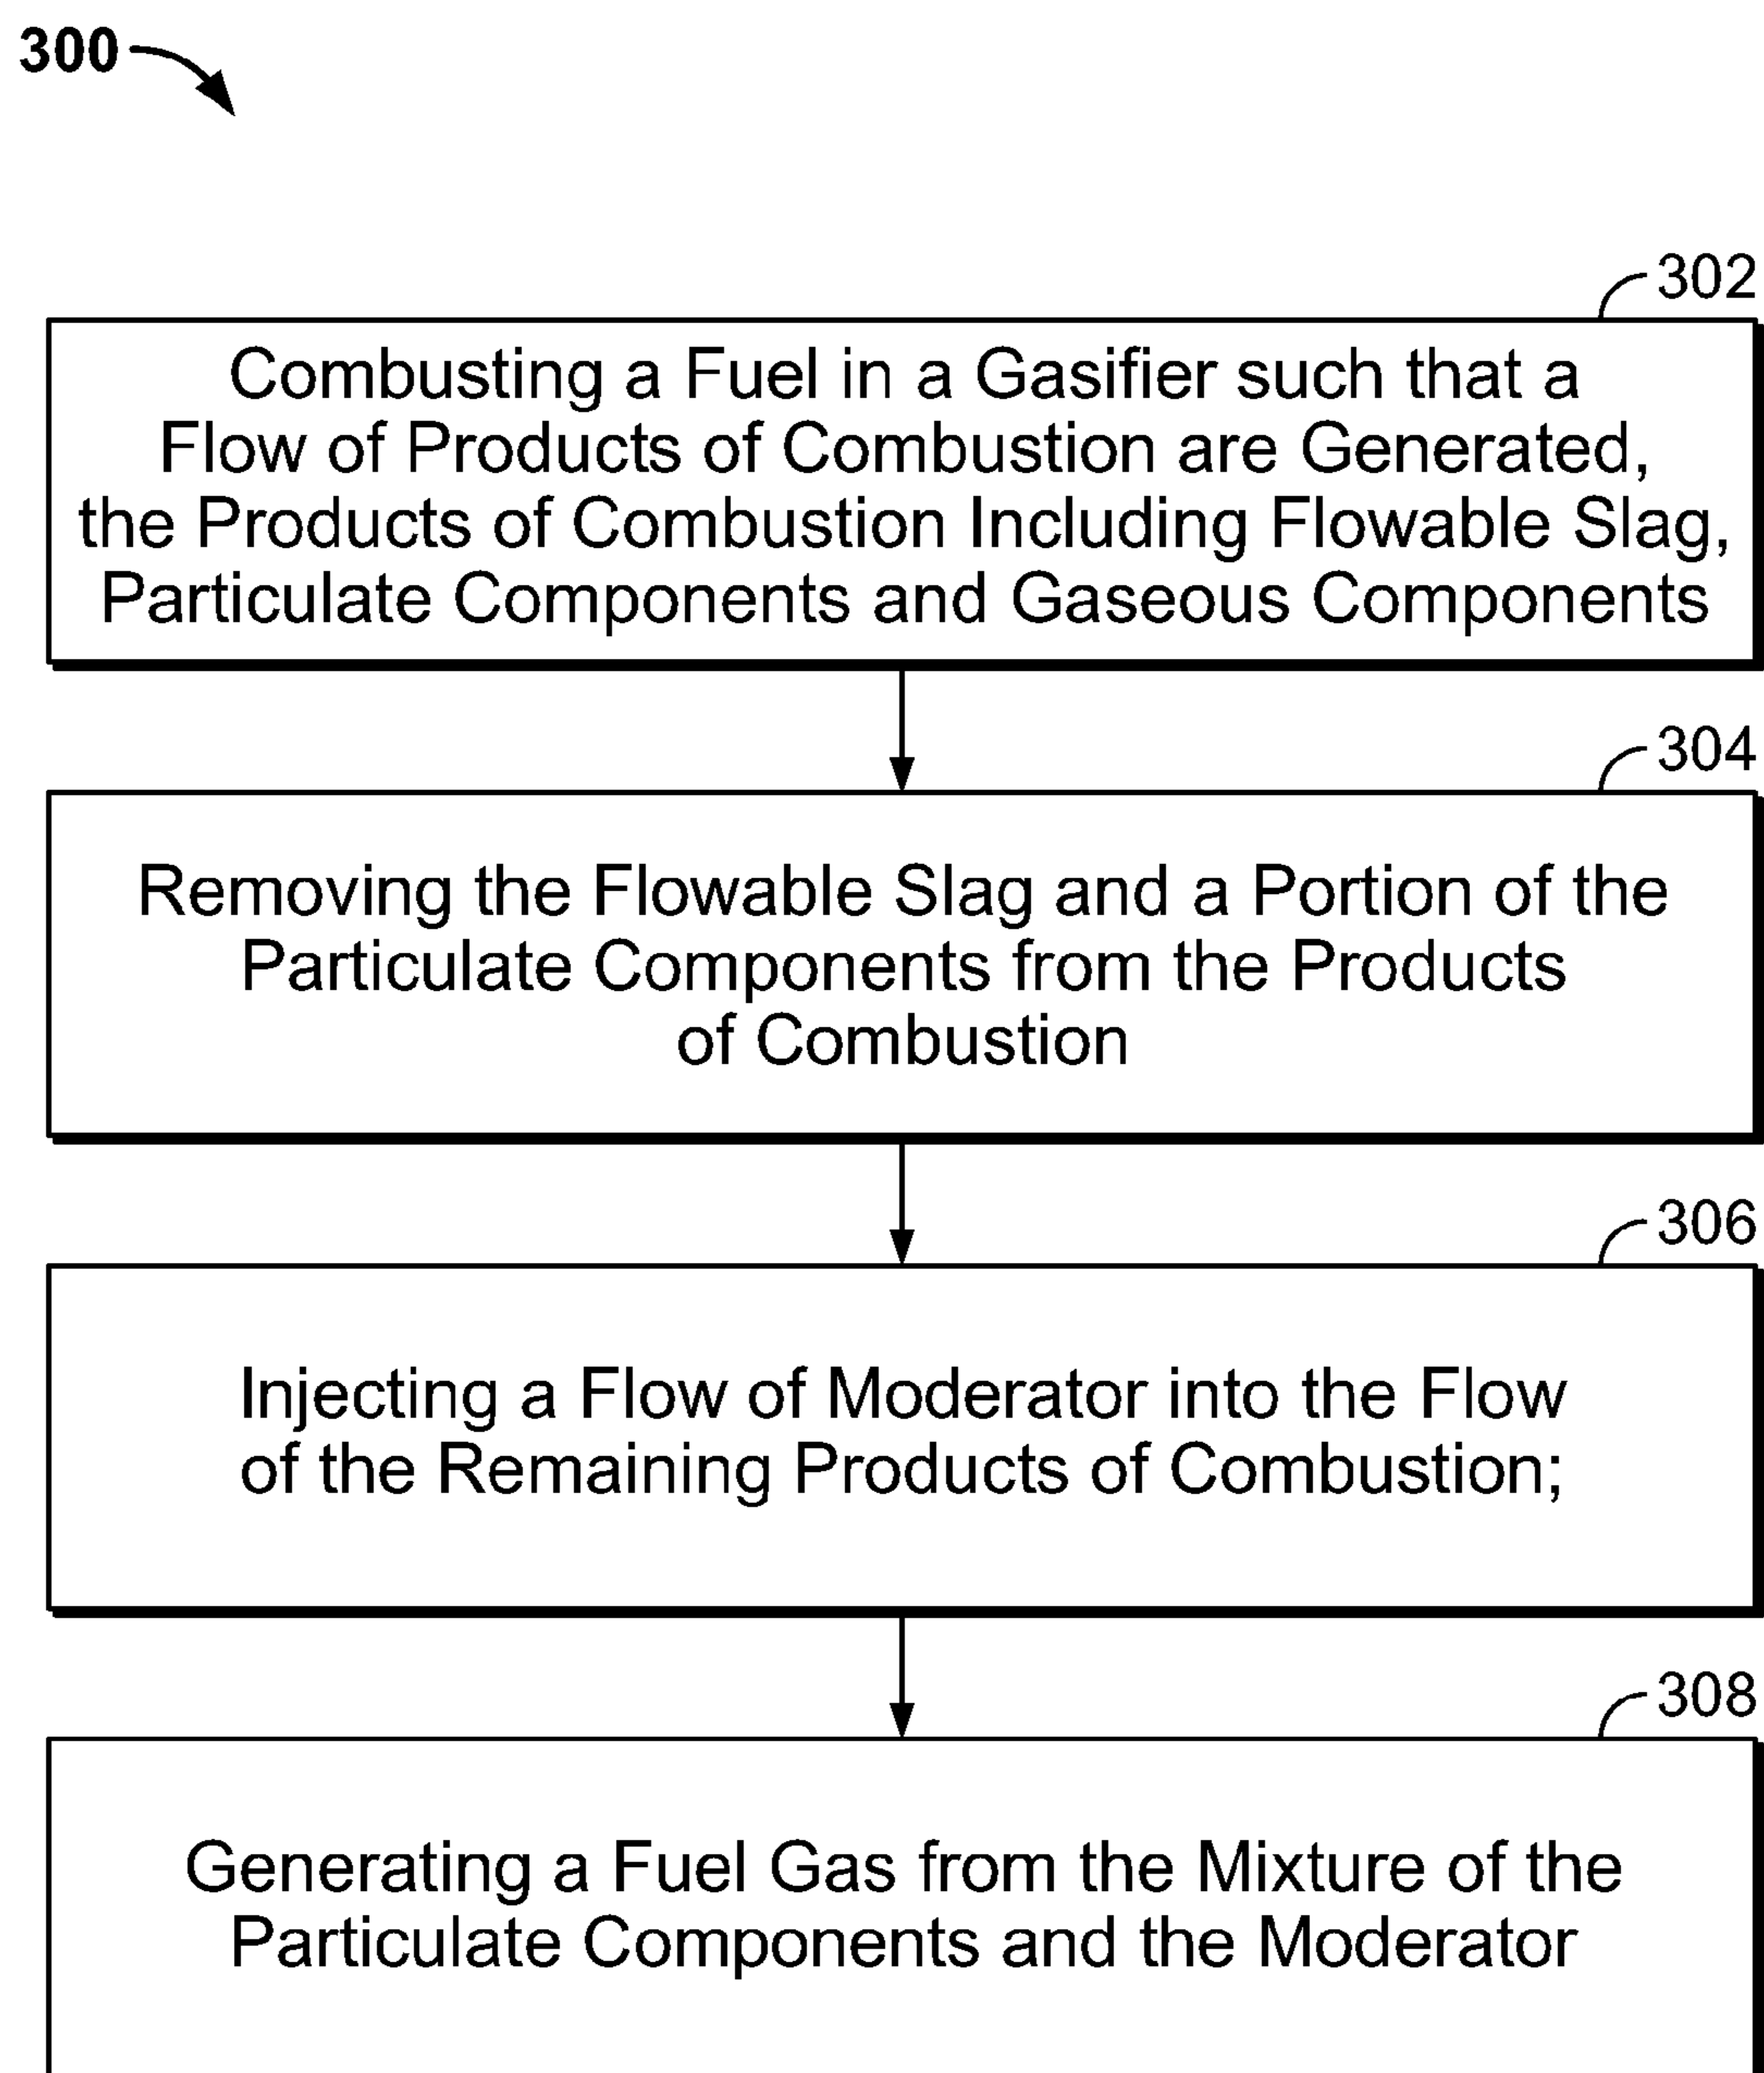 300
302
Combusting a Fuel in a Gasifier such that a
Flow of Products of Combustion are Generated,
the Products of Combustion Including Flowable Slag,
Particulate Components and Gaseous Components
304
Removing the Flowable Slag and a Portion of the
Particulate Components from the Products
of Combustion
306
Injecting a Flow of Moderator into the Flow
of the Remaining Products of Combustion;
308
Generating a Fuel Gas from the Mixture of the
Particulate Components and the Moderator